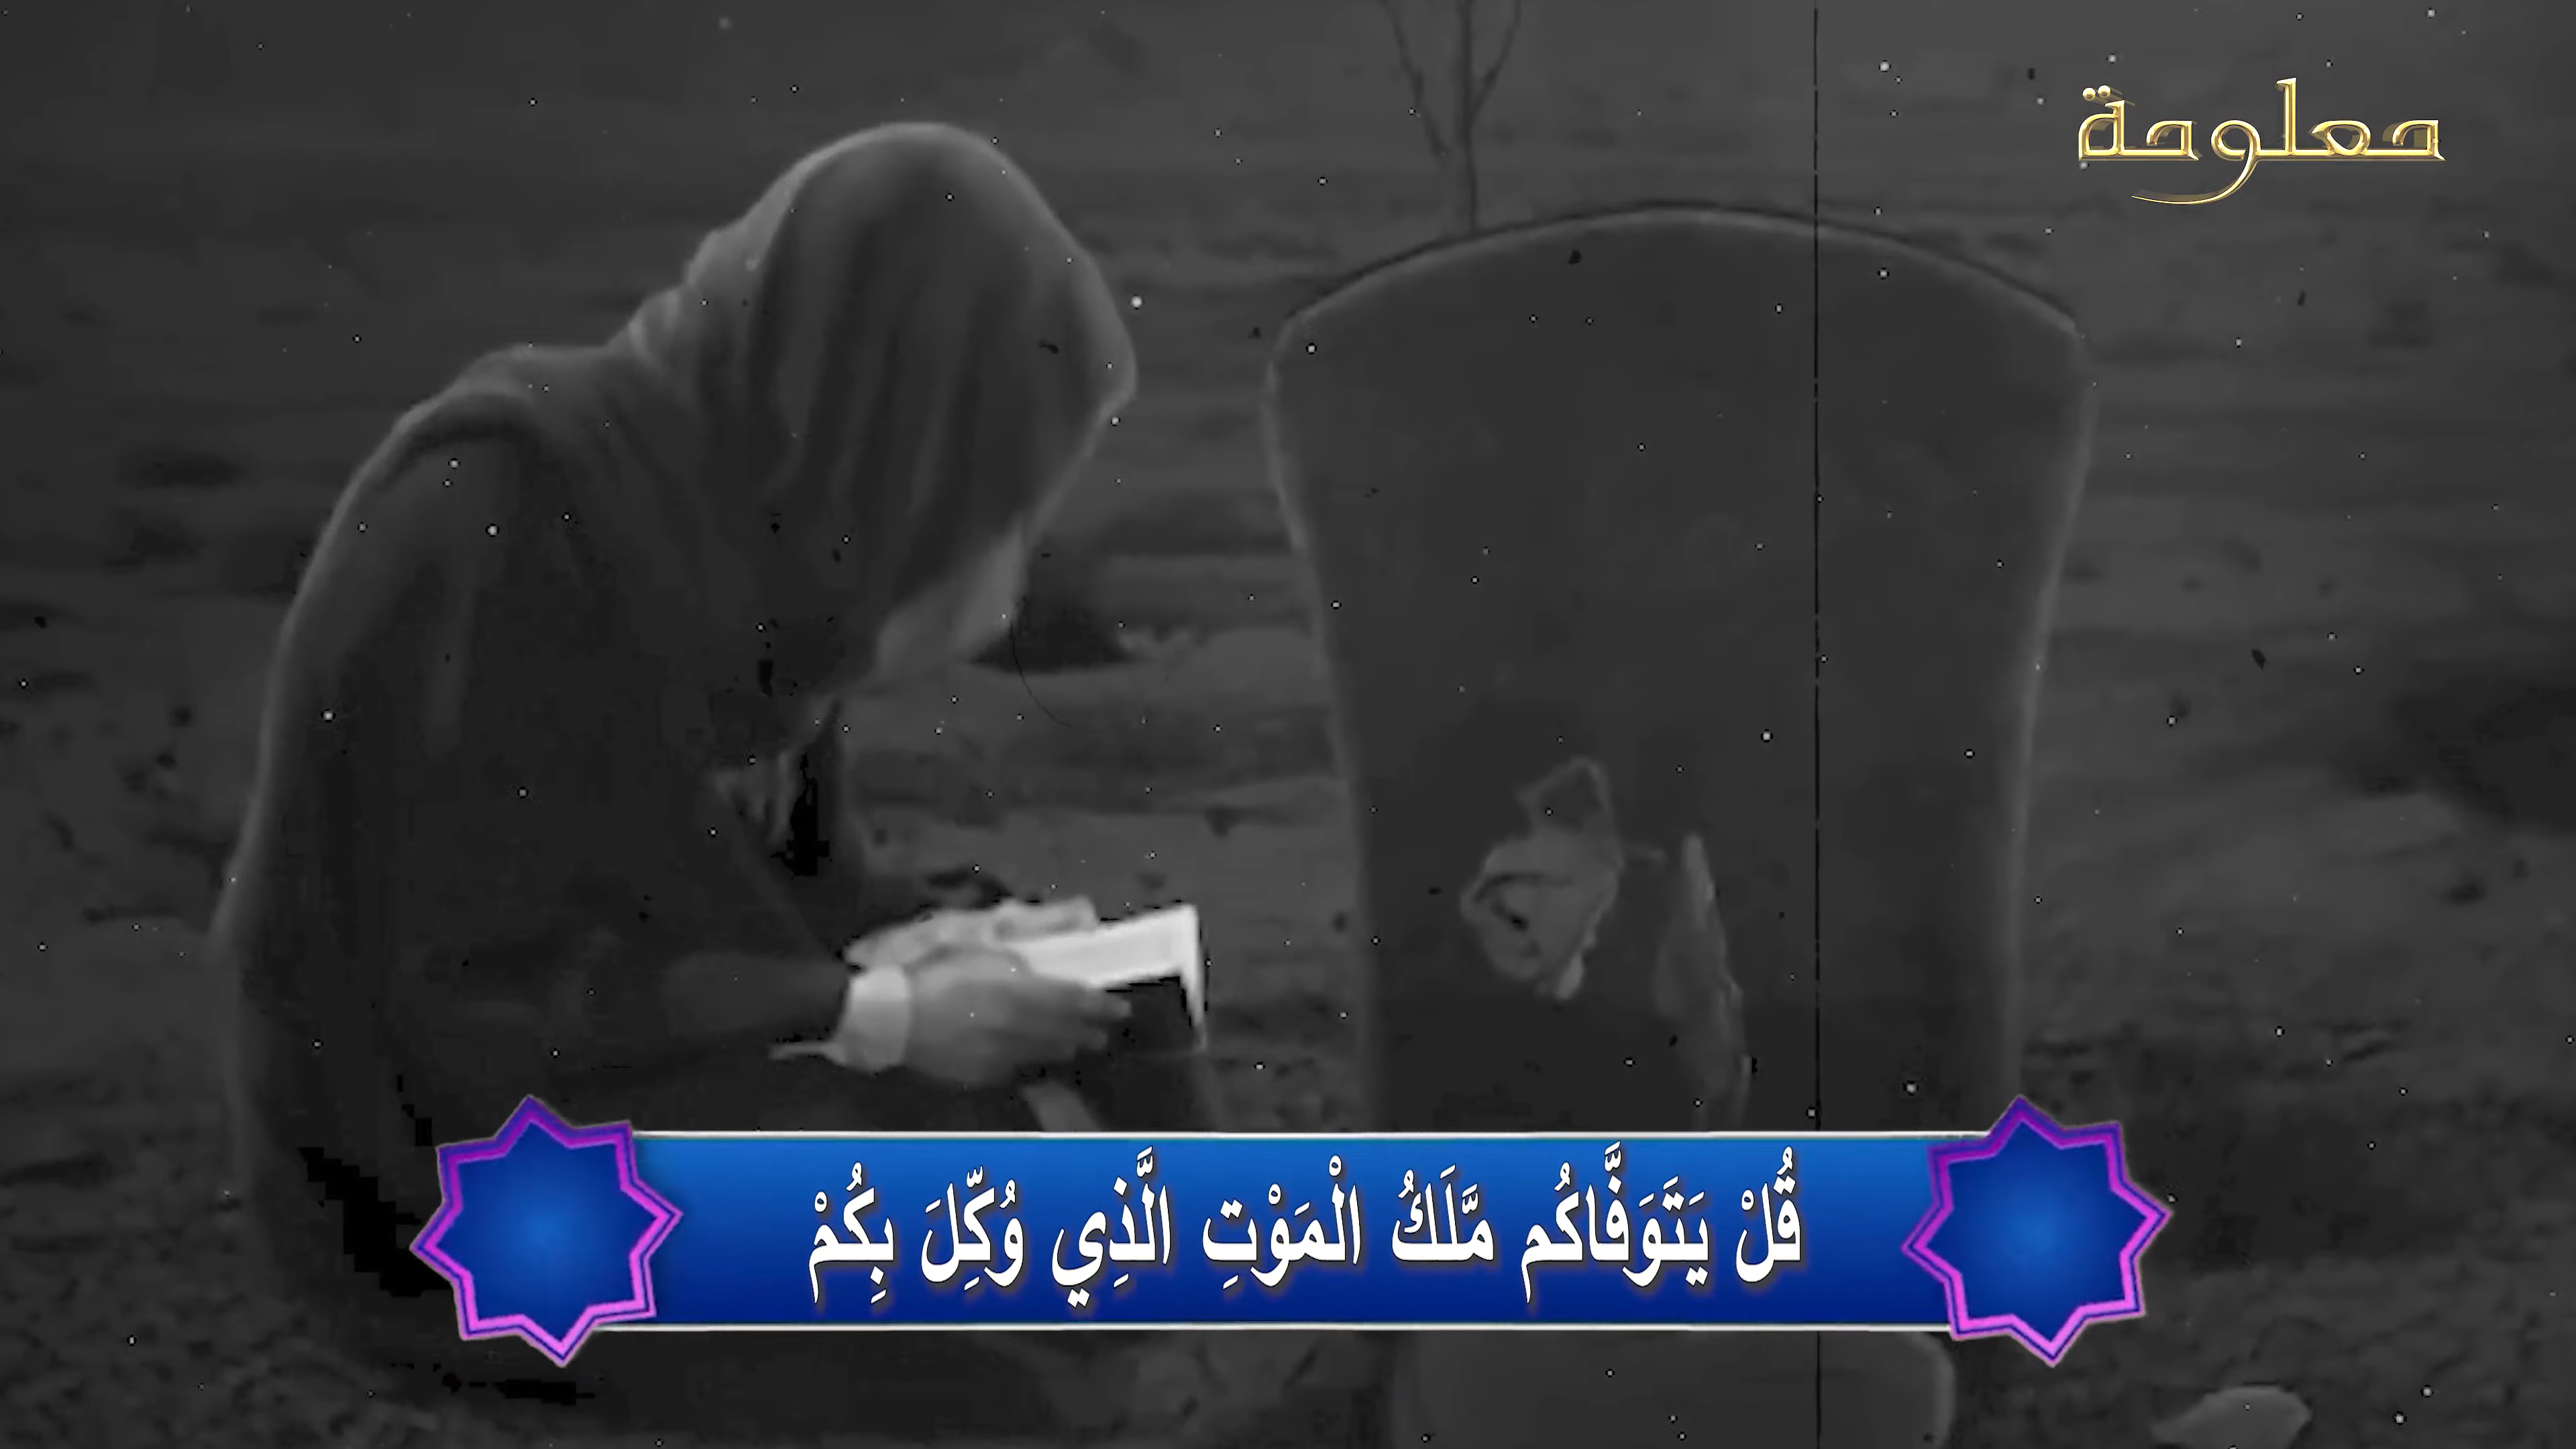 معلومة
قُلْ يَتَوَفَّاكُم مَّلَكُ الْمَوْتِ الَّذِي وُكِّلَ بِكُمْ